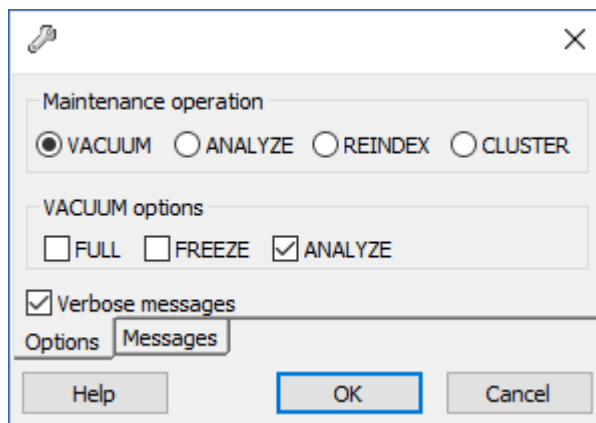 Maintenance operation
VACUUM ANALYZE REINDEX CLUSTER
VACUUM options
FULL FREEZE ANALYZE
Verbose messages
Options Messages
Help OK Cancel